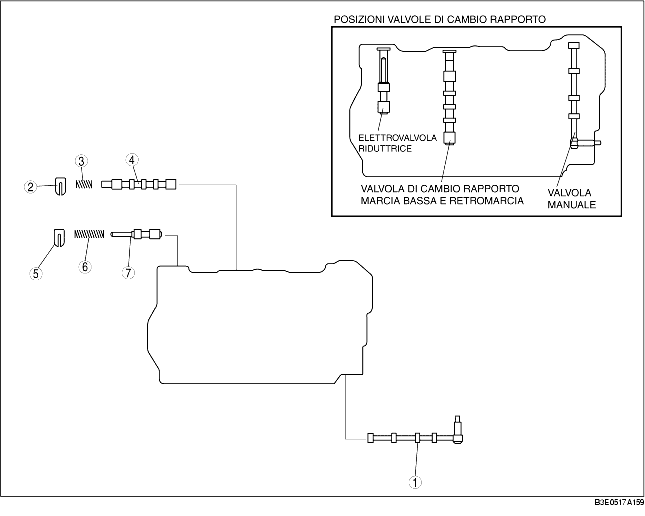 POSIZIONI VALVOLE DI CAMBIO RAPPORTO
ELETTROVALVOLA
RIDUTTRICE
VALVOLA DI CAMBIO RAPPORTO
MARCIA BASSA E RETROMARCIA
VALVOLA
MANUALE
3
4
2
5
6
7
1
B3E0517A159